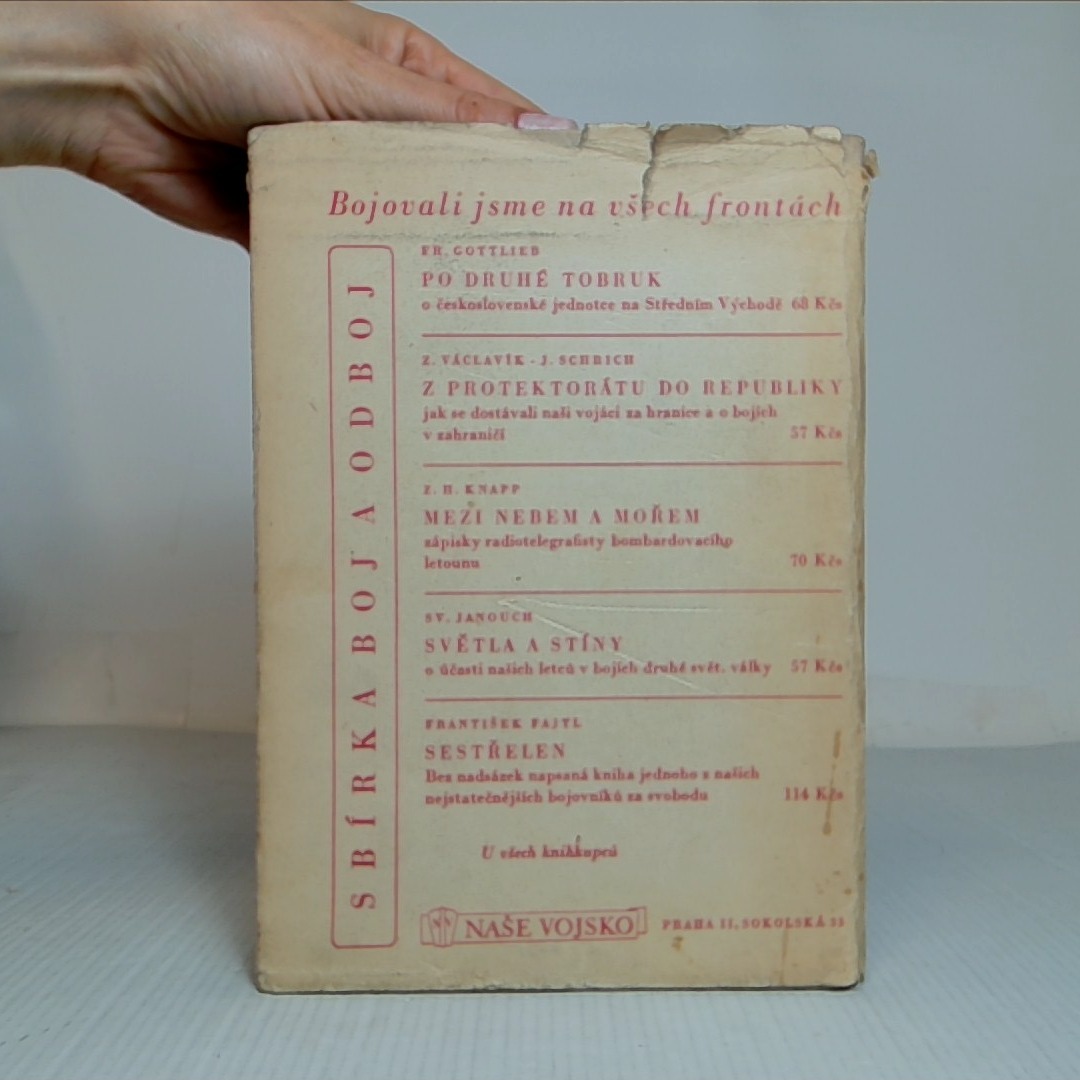 Bojovali jsme na všech frontách
SBÍRKA BOJ A ODBOJ
FR. GOTTLIEB
PO DRUHÉ TOBRUK
o československé jednotce na Středním Východě 68 Kčs
Z. VÁCLAVÍK - J. SCHRICH
Z PROTEKTORÁTU DO REPUBLIKY
jak se dostávali naši vojáci za hranice a o bojích
v zahraničí 57 Kčs
Z. H. KNAPP
MEZI NEBEM A MOŘEM
zápisky radiotelegrafisty bombardovacího
letounu 70 Kčs
SV. JANOUCH
SVĚTLA A STÍNY
o účasti našich letců v bojích druhé svět. války 57 Kčs
FRANTIŠEK FAJTL
SESTŘELEN
Bez nadsázek napsaná kniha jednoho z našich
nejstatečnějších bojovníků za svobodu 114 Kčs
U všech knihkupců
NV NAŠE VOJSKO PRAHA II, SOKOLSKÁ